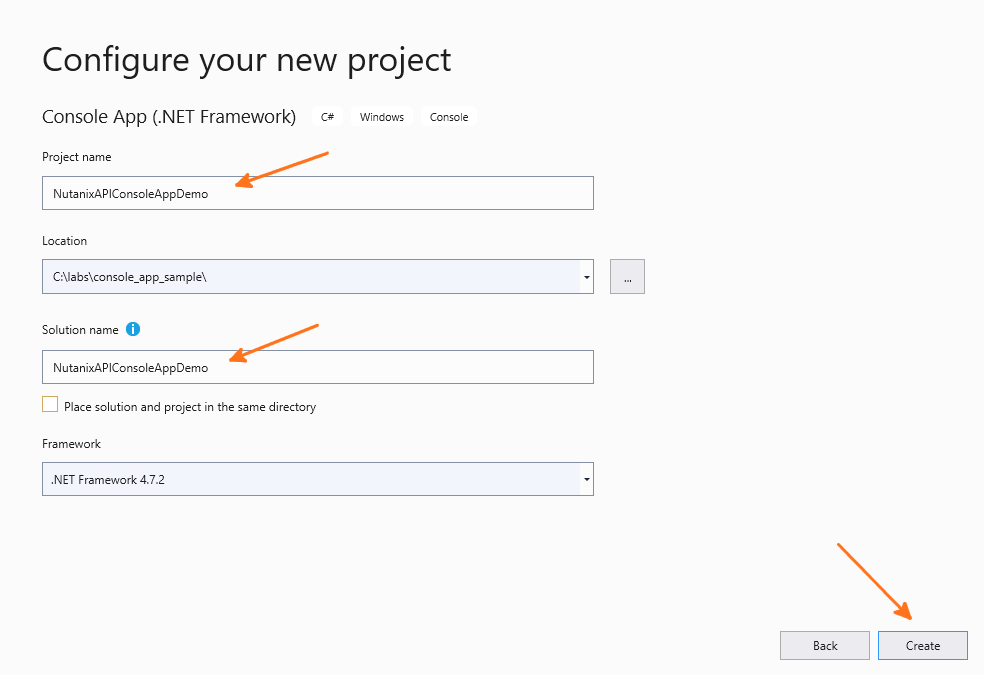 Configure your new project
Console App (.NET Framework) C# Windows Console
Project name
NutanixAPIConsoleAppDemo
Location
C:\labs\console_app_sample\
...
Solution name
NutanixAPIConsoleAppDemo
Place solution and project in the same directory
Framework
.NET Framework 4.7.2
Back Create